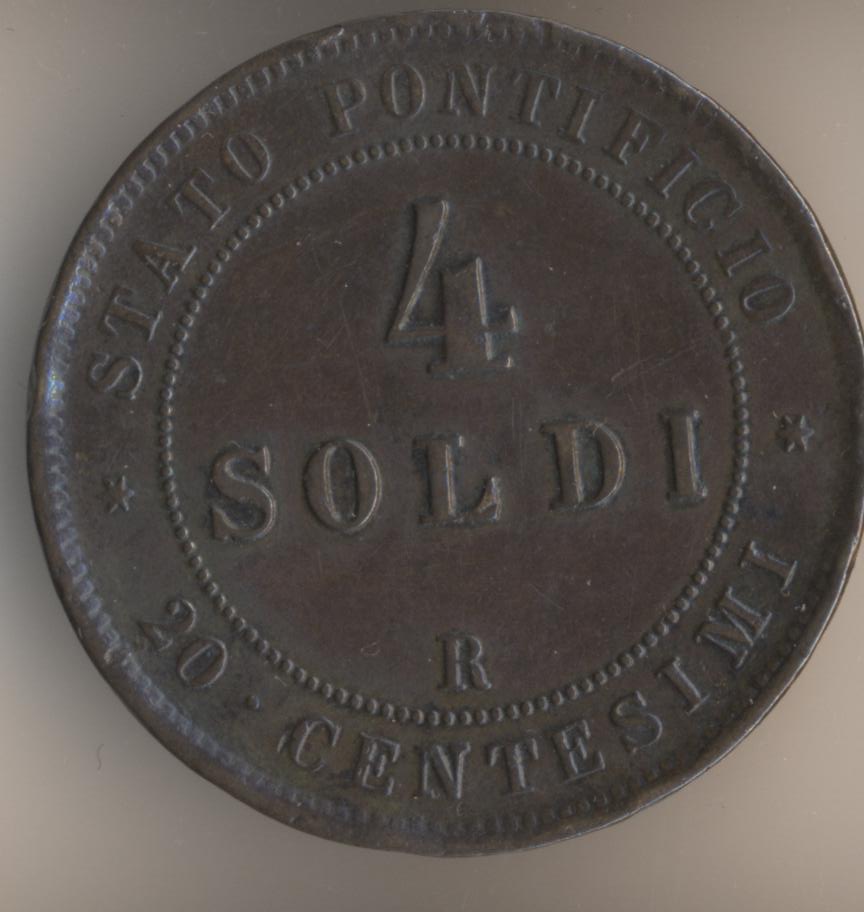 STATO PONTIFICIO
4
SOLDI
R
20 · CENTESIMI